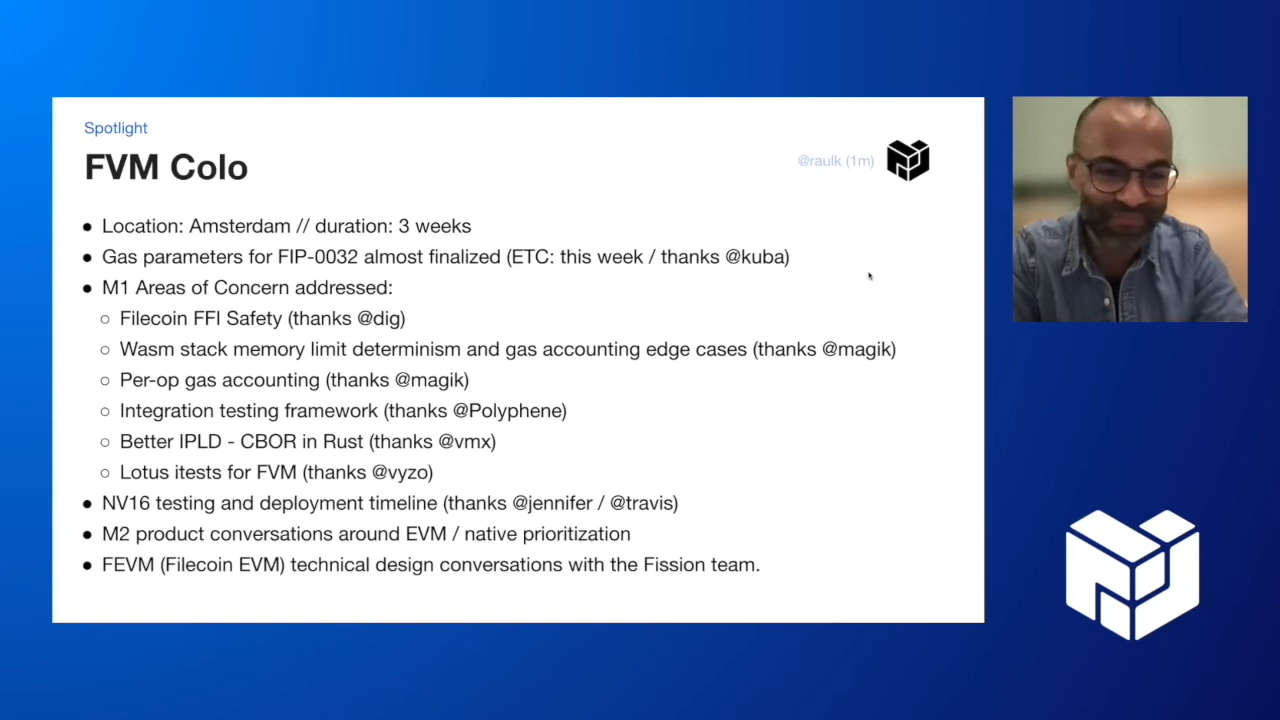 Spotlight
FVM Colo
@raulk (1m)
● Location: Amsterdam // duration: 3 weeks
● Gas parameters for FIP-0032 almost finalized (ETC: this week / thanks @kuba)
● M1 Areas of Concern addressed:
○ Filecoin FFI Safety (thanks @dig)
○ Wasm stack memory limit determinism and gas accounting edge cases (thanks @magik)
○ Per-op gas accounting (thanks @magik)
○ Integration testing framework (thanks @Polyphene)
○ Better IPLD - CBOR in Rust (thanks @vmx)
○ Lotus itests for FVM (thanks @vyzo)
● NV16 testing and deployment timeline (thanks @jennifer / @travis)
● M2 product conversations around EVM / native prioritization
● FEVM (Filecoin EVM) technical design conversations with the Fission team.